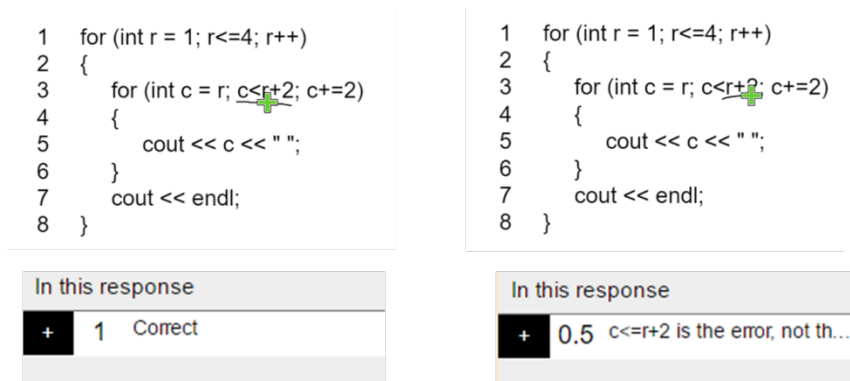 1 for (int r = 1; r<=4; r++)
2 {
3 for (int c = r; c<r+2; c+=2)
4 {
5 cout << c << " ";
6 }
7 cout << endl;
8 }
In this response
+ 1 Correct
1 for (int r = 1; r<=4; r++)
2 {
3 for (int c = r; c<r+2; c+=2)
4 {
5 cout << c << " ";
6 }
7 cout << endl;
8 }
In this response
+ 0.5 c<=r+2 is the error, not th...